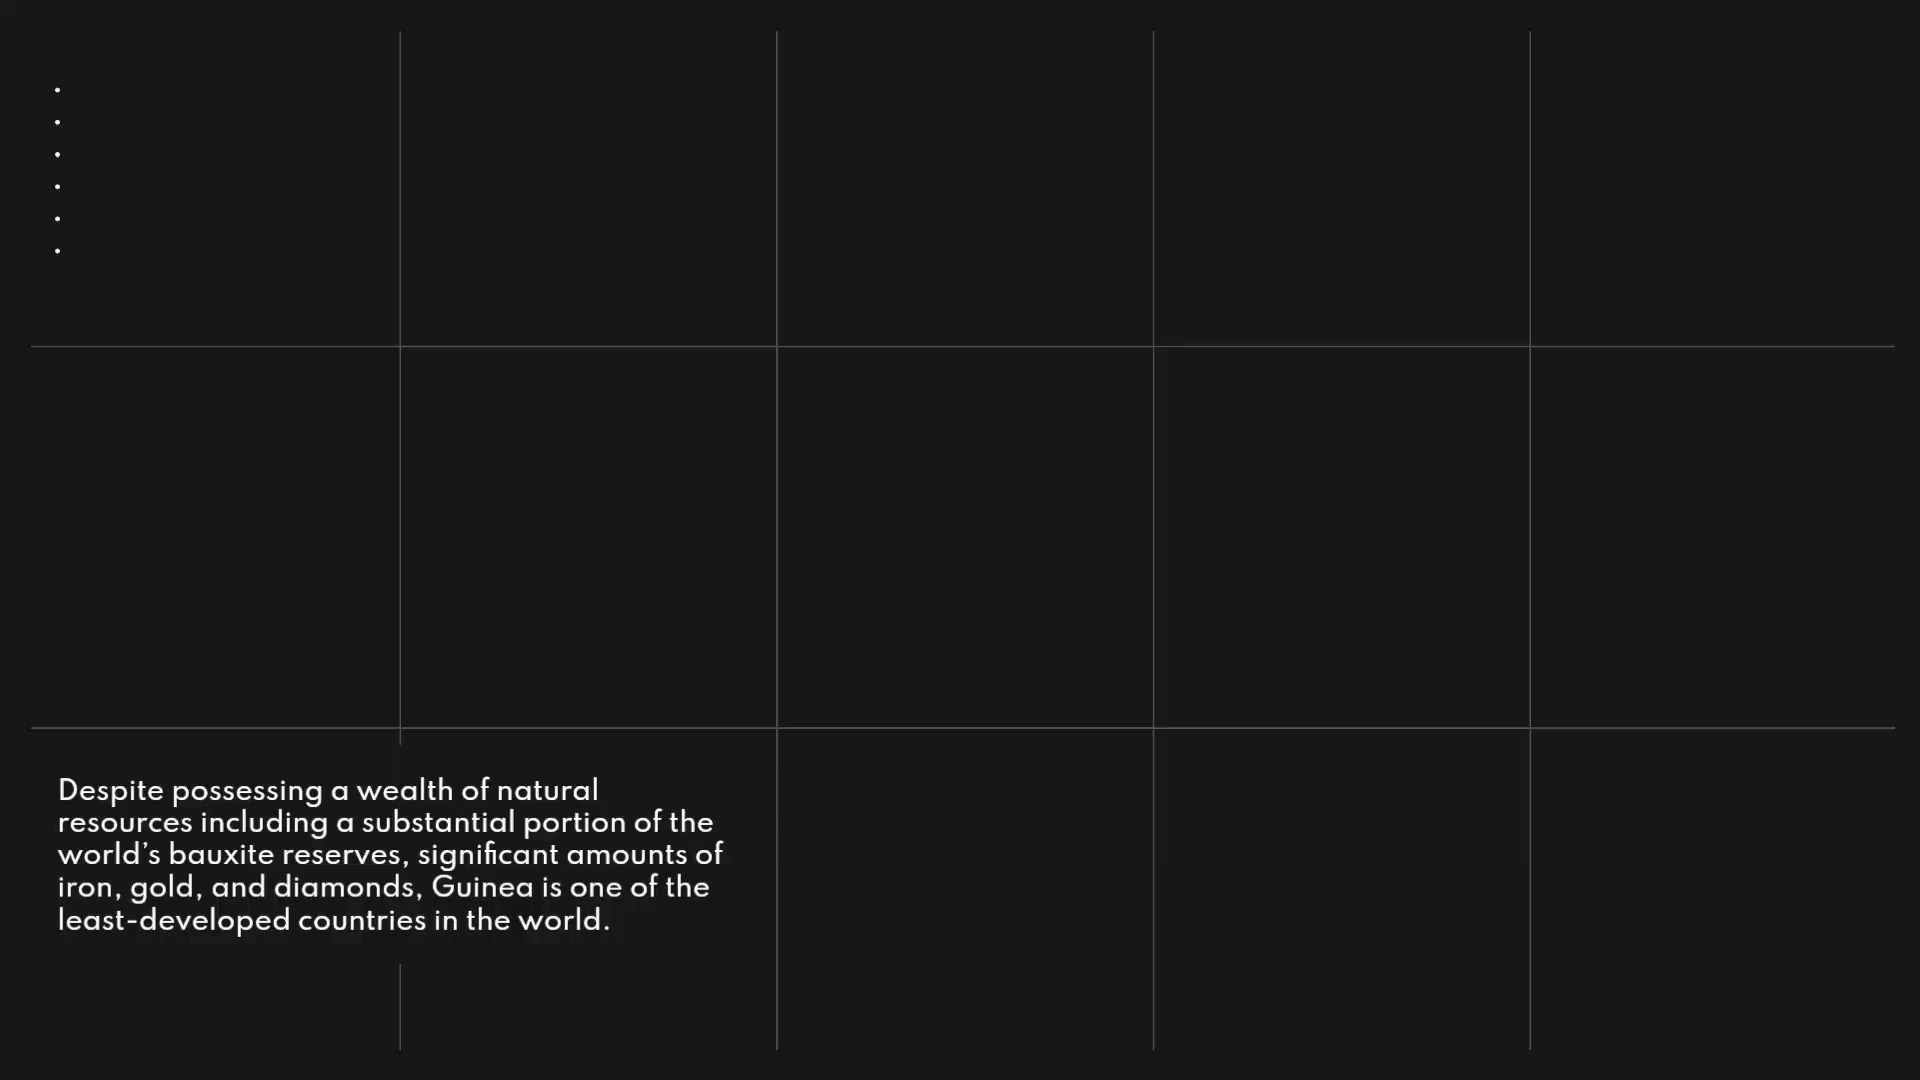 Despite possessing a wealth of natural
resources including a substantial portion of the
world’s bauxite reserves, significant amounts of
iron, gold, and diamonds, Guinea is one of the
least-developed countries in the world.